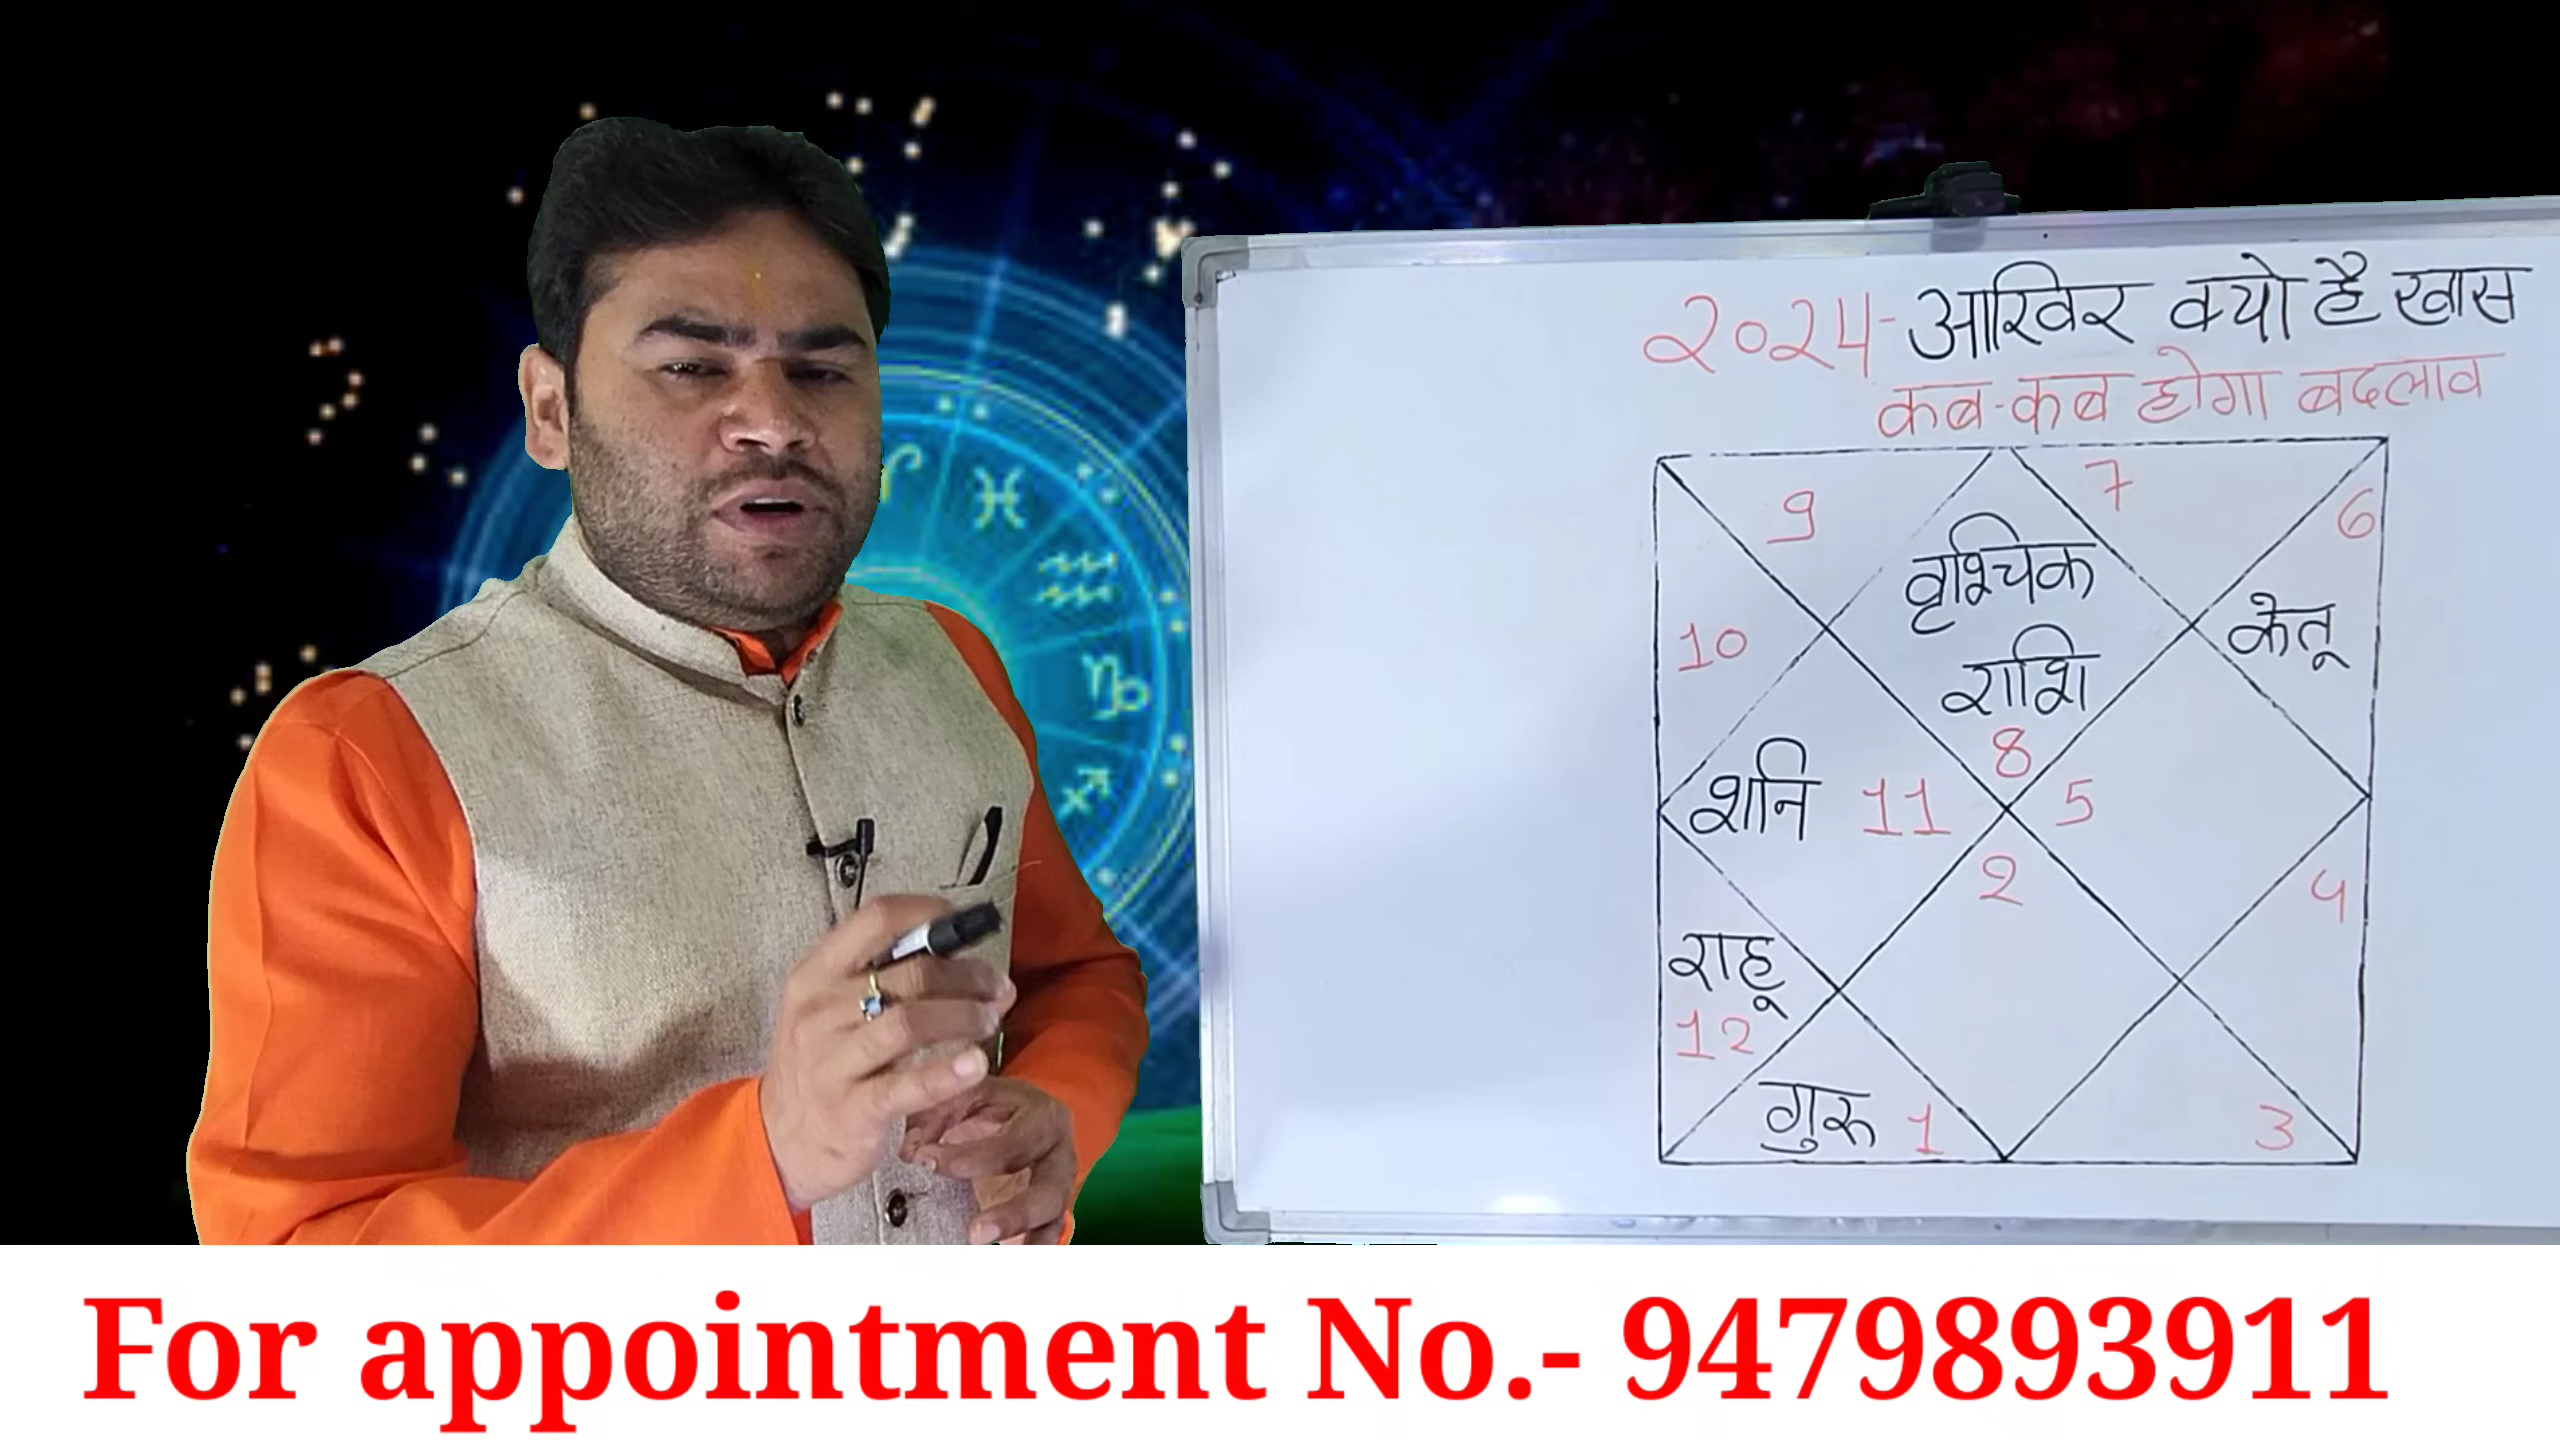 २०24-आखिर क्यो है खास
कब-कब होगा बदलाव
9
7
6
वृश्चिक
राशि
8
10
केतू
शनि 11
5
2
4
राहू
12
गुरू 1
3
For appointment No.- 9479893911